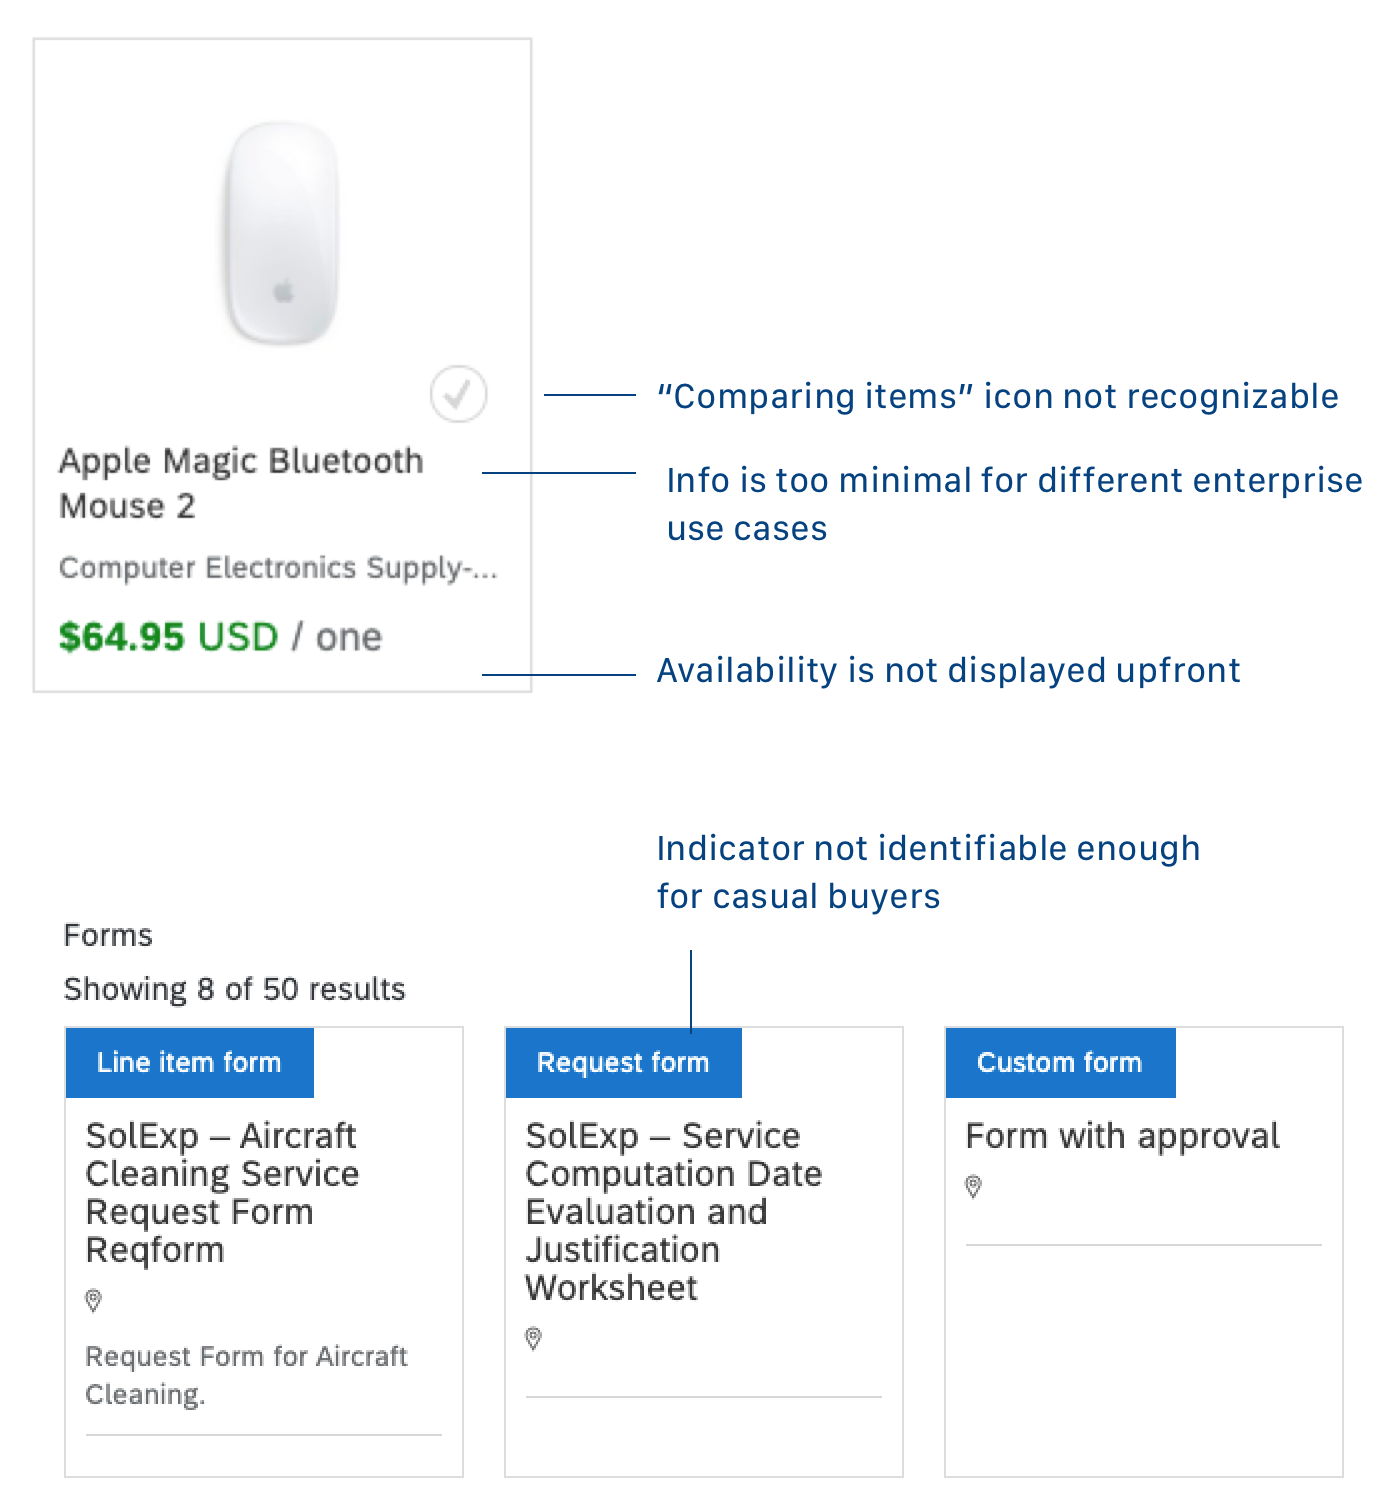 “Comparing items” icon not recognizable
Apple Magic Bluetooth
Mouse 2
Info is too minimal for different enterprise
use cases
Computer Electronics Supply-...
$64.95 USD / one
Availability is not displayed upfront
Indicator not identifiable enough
for casual buyers
Forms
Showing 8 of 50 results
Line item form
SolExp – Aircraft
Cleaning Service
Request Form
Reqform
Request Form for Aircraft
Cleaning.
Request form
SolExp – Service
Computation Date
Evaluation and
Justification
Worksheet
Custom form
Form with approval